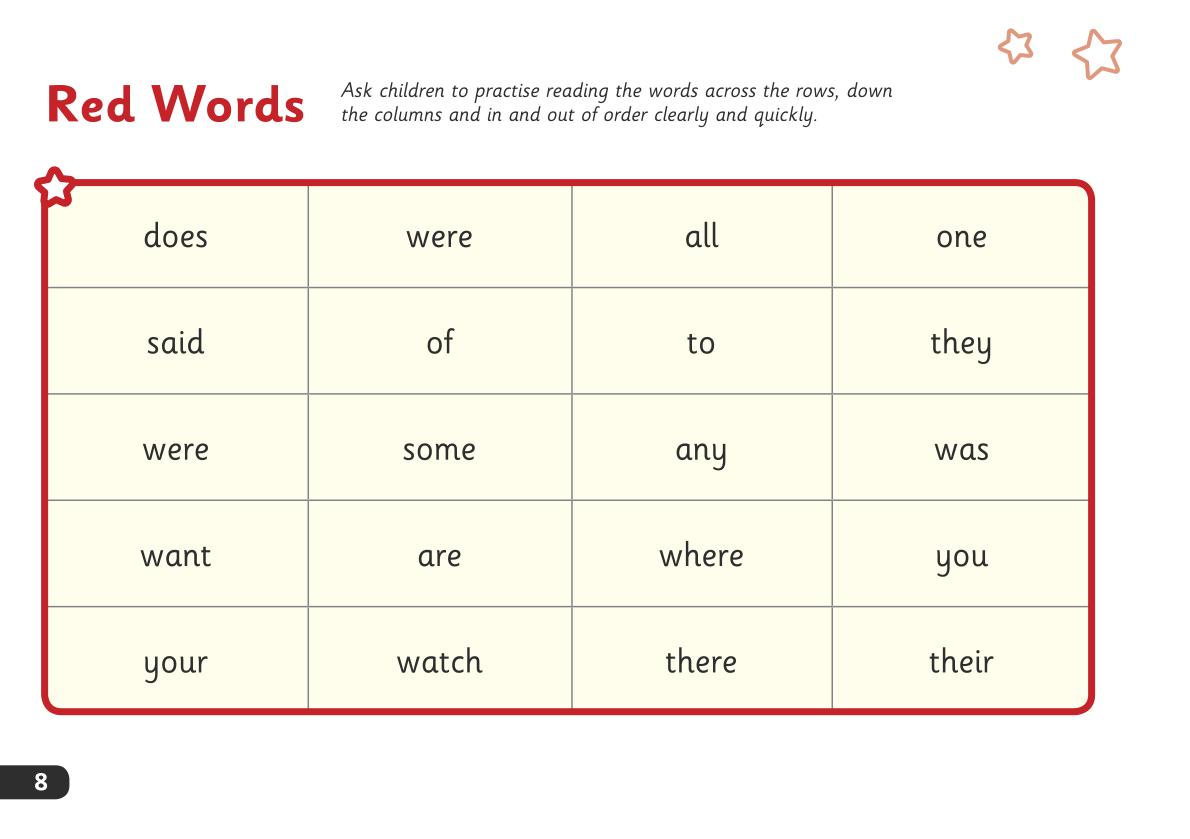 Red Words
Ask children to practise reading the words across the rows, down
the columns and in and out of order clearly and quickly.
does were all one
said of to they
were some any was
want are where you
your watch there their
8